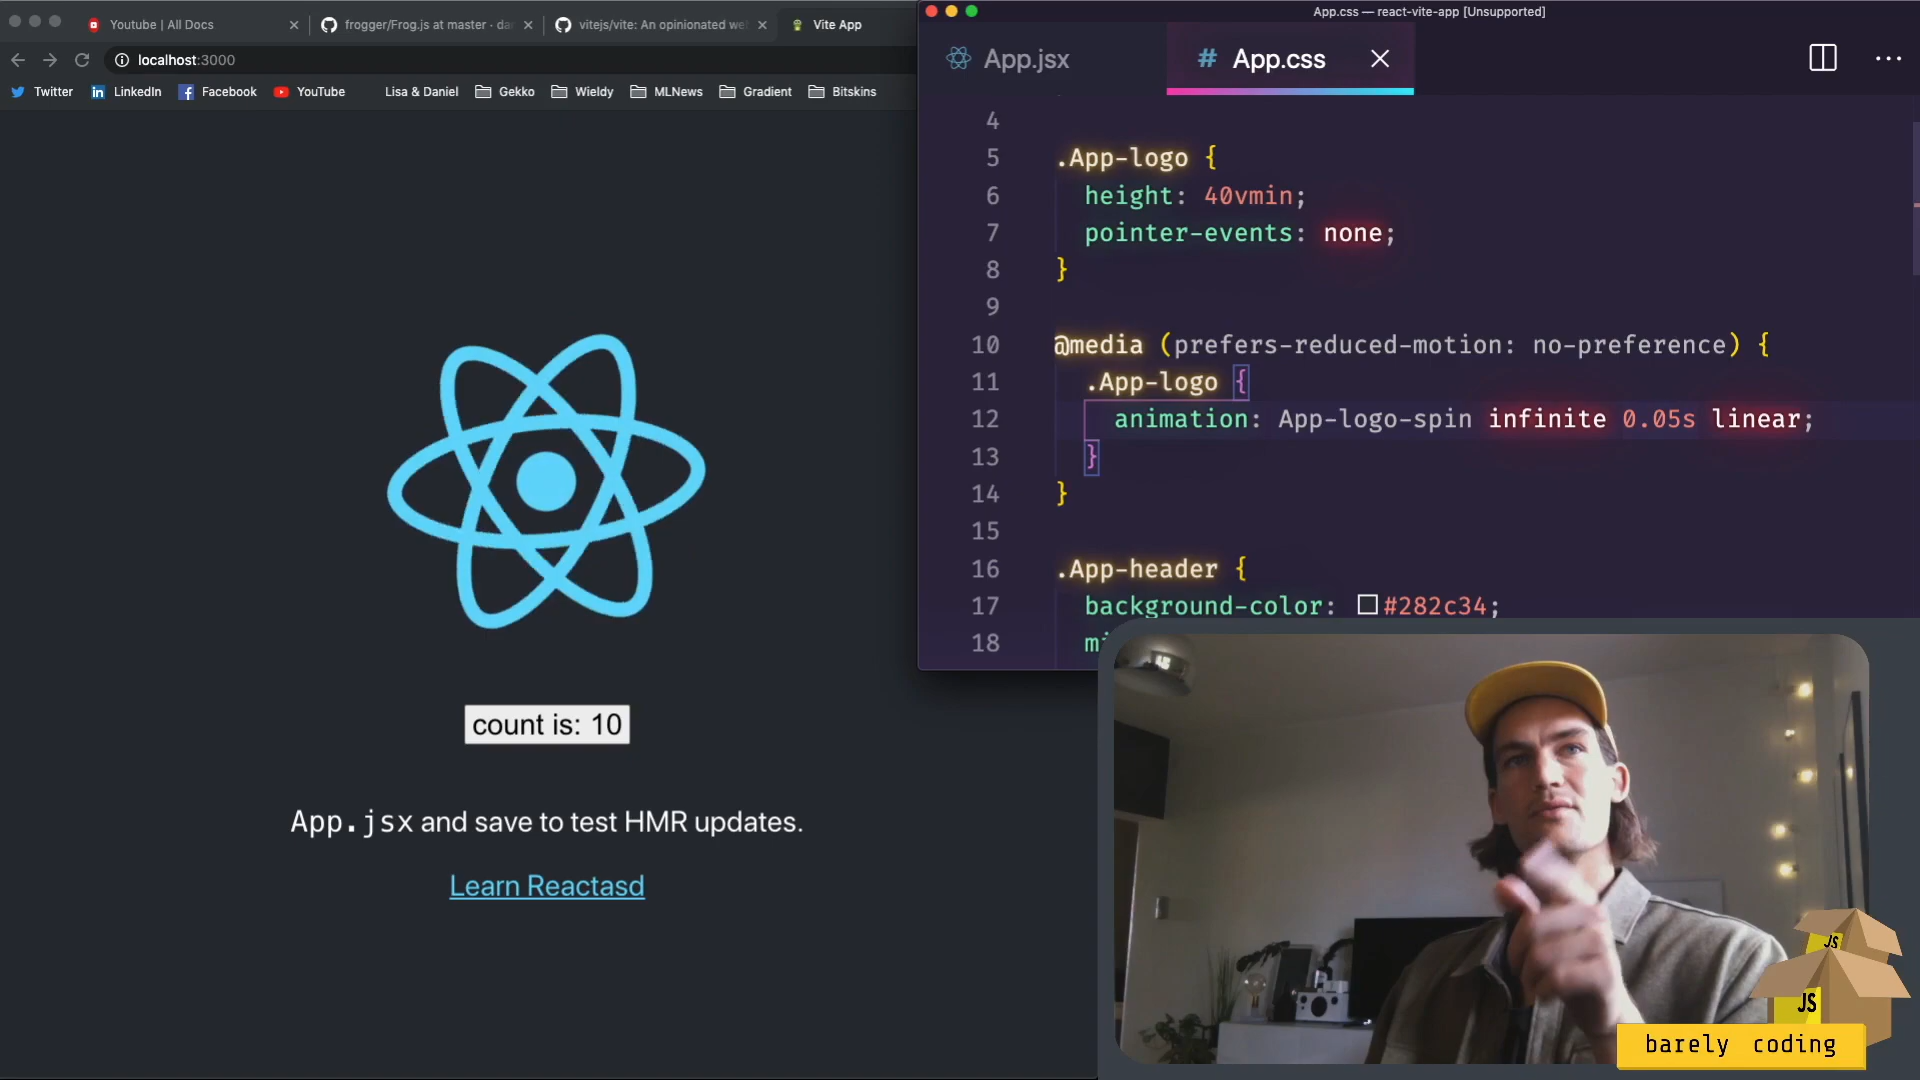 Youtube | All Docs
frogger/Frog.js at master · da
vitejs/vite: An opinionated we
Vite App
localhost:3000
Twitter
LinkedIn
Facebook
YouTube
Lisa & Daniel
Gekko
Wieldy
MLNews
Gradient
Bitskins
count is: 10
App.jsx and save to test HMR updates.
Learn Reactasd
App.css — react-vite-app [Unsupported]
App.jsx
# App.css
4
5 .App-logo {
6 height: 40vmin;
7 pointer-events: none;
8 }
9
10 @media (prefers-reduced-motion: no-preference) {
11 .App-logo {
12 animation: App-logo-spin infinite 0.05s linear;
13 }
14 }
15
16 .App-header {
17 background-color: #282c34;
18 mi
JS
JS
barely coding